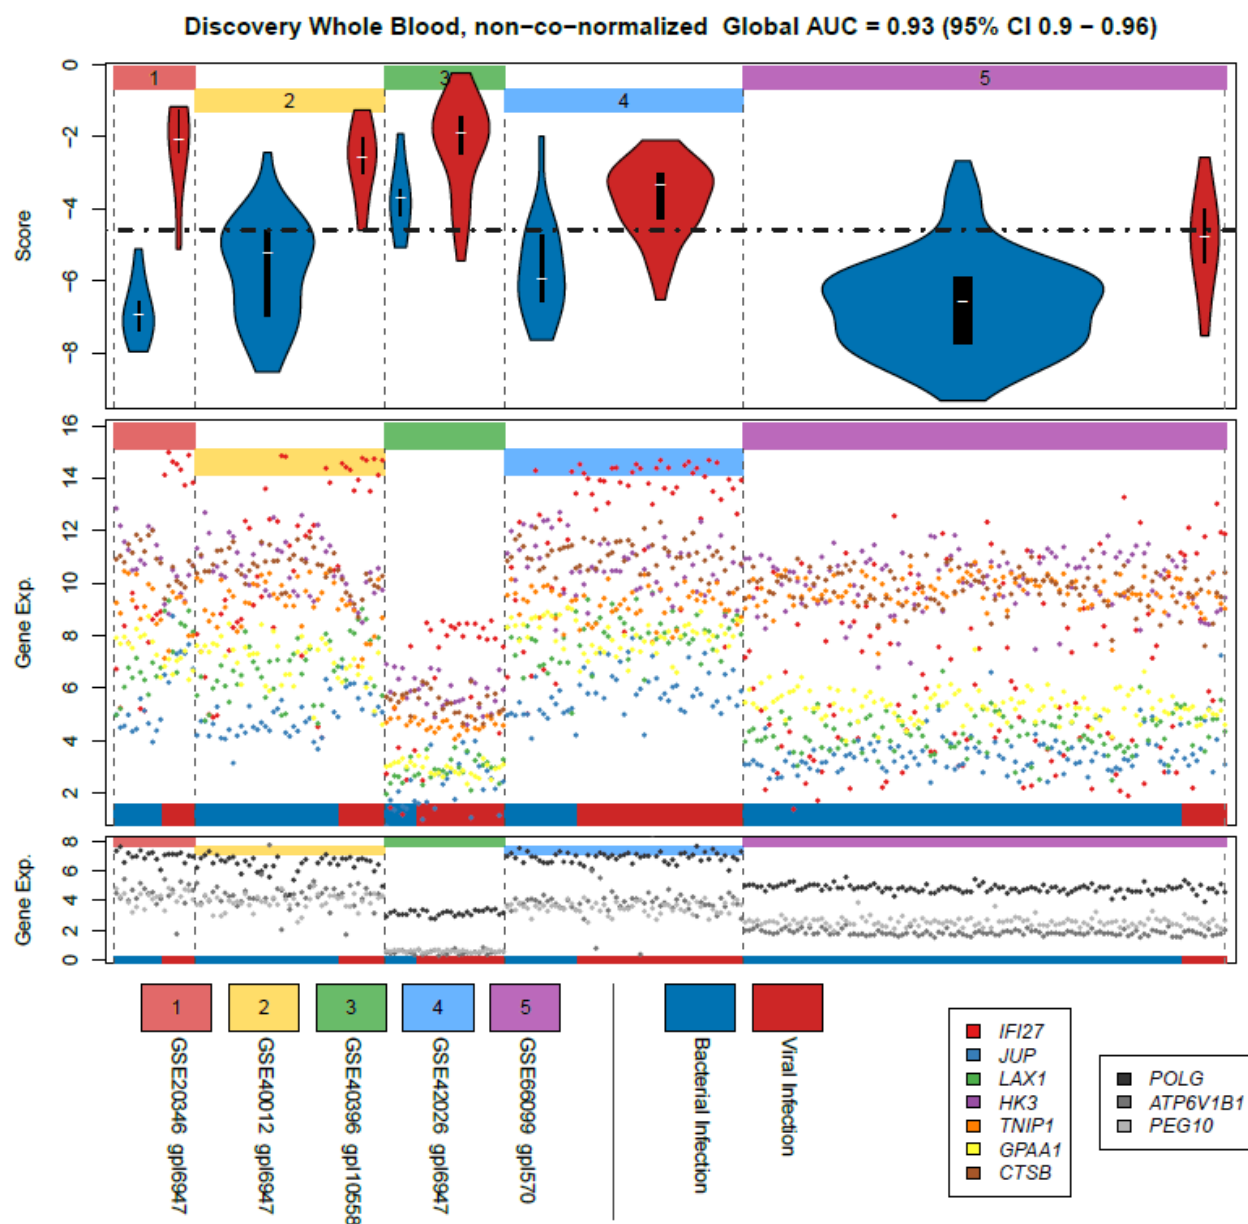 Discovery Whole Blood, non−co−normalized  Global AUC = 0.93 (95% CI 0.9 − 0.96)
Score
0
−2
−4
−6
−8
1
2
3
4
5
Gene Exp.
16
14
12
10
8
6
4
2
Gene Exp.
8
6
4
2
0
1
2
3
4
5
GSE20346 gpl6947
GSE40012 gpl6947
GSE40396 gpl10558
GSE42026 gpl6947
GSE66099 gpl570
Bacterial Infection
Viral Infection
IFI27
JUP
LAX1
HK3
TNIP1
GPAA1
CTSB
POLG
ATP6V1B1
PEG10